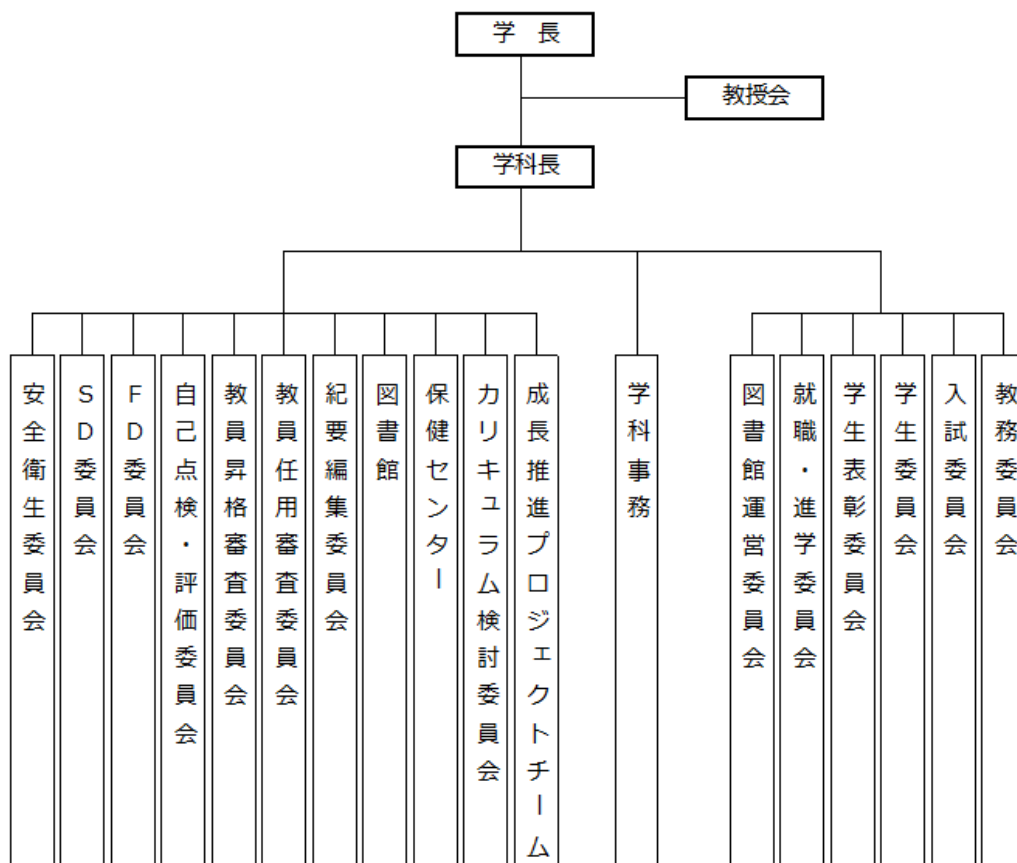 学　長
教授会
学科長
安全衛生委員会
ＳＤ委員会
ＦＤ委員会
自己点検・評価委員会
教員昇格審査委員会
教員任用審査委員会
紀要編集委員会
図書館
保健センター
カリキュラム検討委員会
成長推進プロジェクトチーム
学科事務
図書館運営委員会
就職・進学委員会
学生表彰委員会
学生委員会
入試委員会
教務委員会